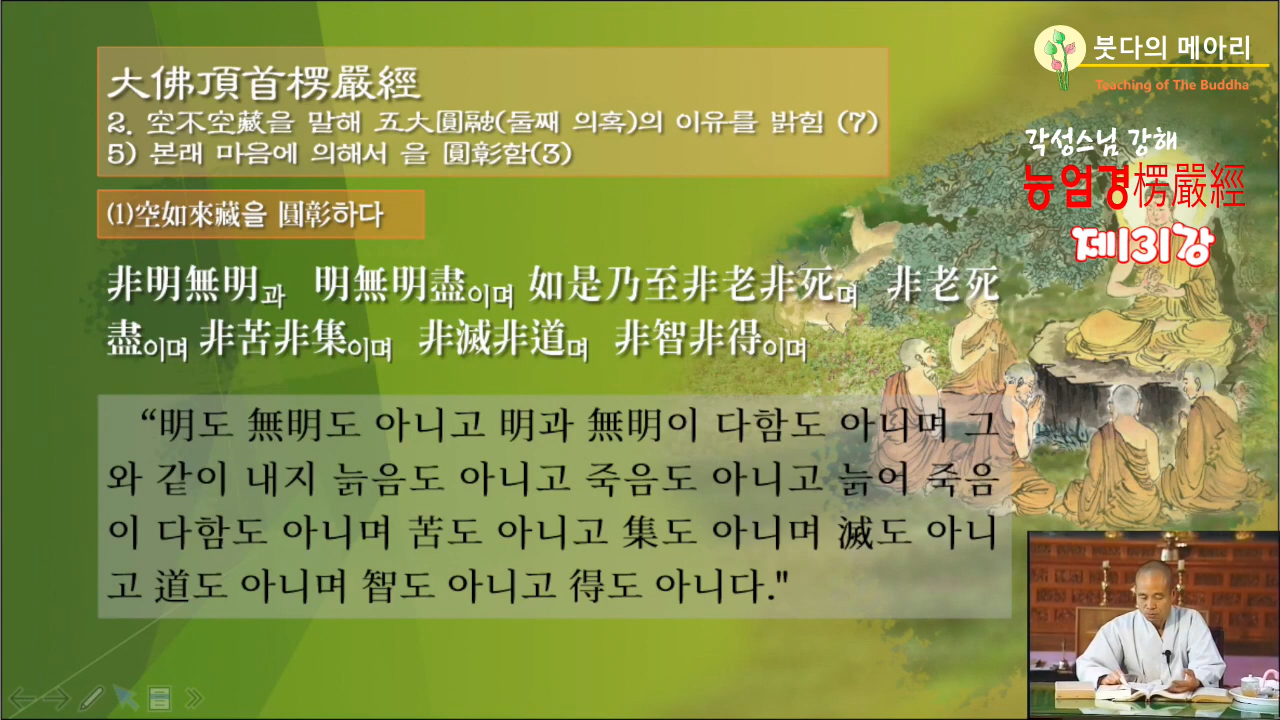 大佛頂首楞嚴經
2. 空不空藏을 말해 五大圓融(둘째 의혹)의 이유를 밝힘 (7)
5) 본래 마음에 의해서 을 圓彰함(3)
(1)空如來藏을 圓彰하다
非明無明과 明無明盡이며 如是乃至非老非死며 非老死
盡이며 非苦非集이며 非滅非道며 非智非得이며
“明도 無明도 아니고 明과 無明이 다함도 아니며 그
와 같이 내지 늙음도 아니고 죽음도 아니고 늙어 죽음
이 다함도 아니며 苦도 아니고 集도 아니며 滅도 아니
고 道도 아니며 智도 아니고 得도 아니다."
붓다의 메아리
Teaching of The Buddha
각성스님 강해
능엄경楞嚴經
제131강